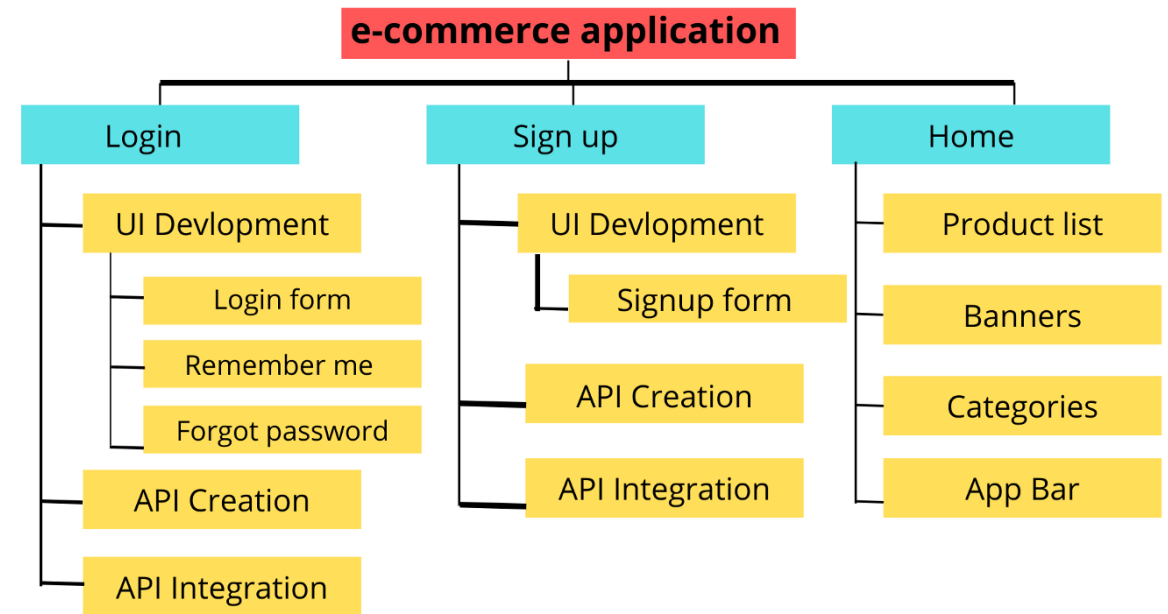 e-commerce application
Login
UI Devlopment
Login form
Remember me
Forgot password
API Creation
API Integration
Sign up
UI Devlopment
Signup form
API Creation
API Integration
Home
Product list
Banners
Categories
App Bar